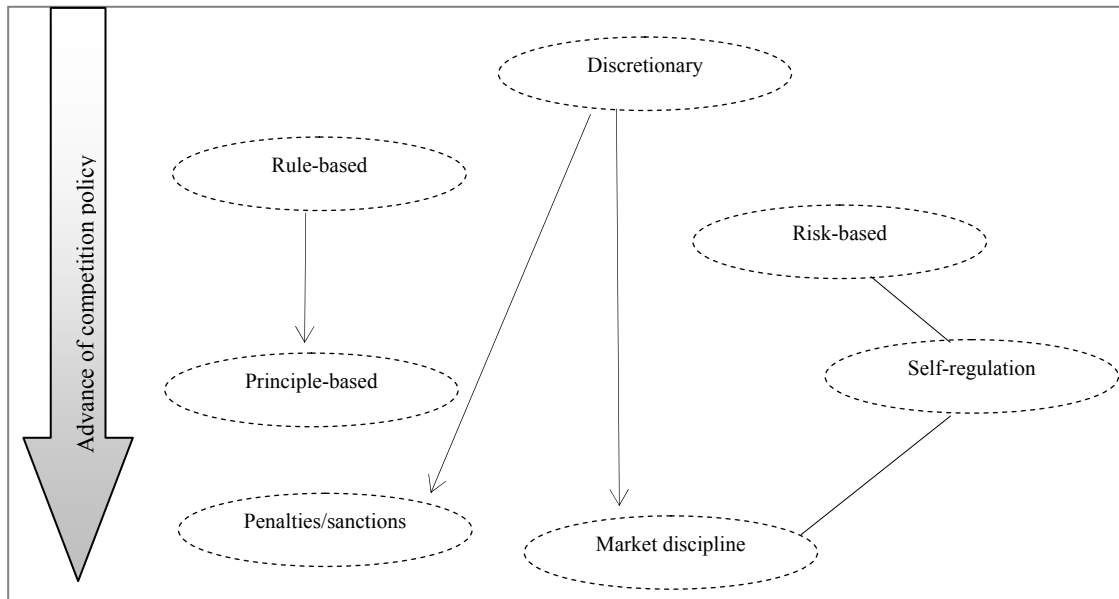 Discretionary
Rule-based
Risk-based
Advance of competition policy
Self-regulation
Principle-based
Penalties/sanctions
Market discipline